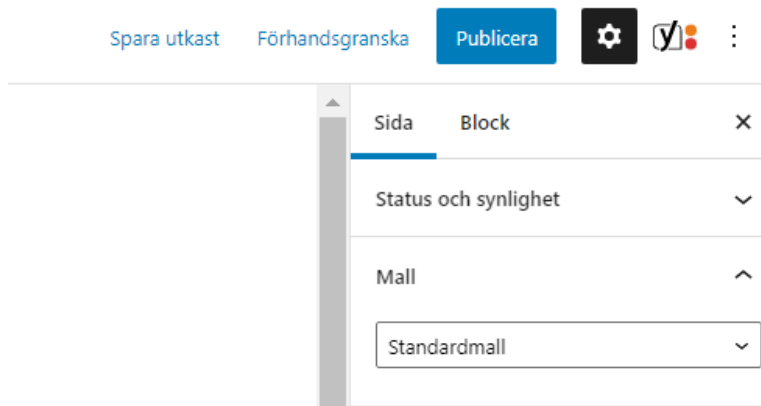 Spara utkast Förhandsgranska Publicera
Sida Block
Status och synlighet
Mall
Standardmall